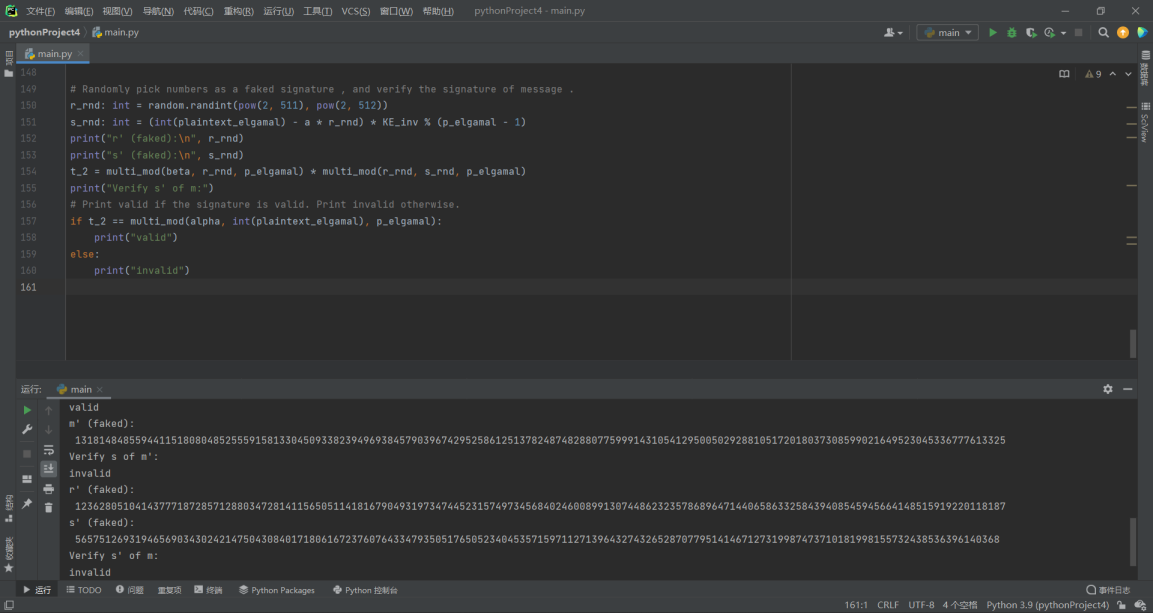 文件(F) 编辑(E) 视图(V) 导航(N) 代码(C) 重构(R) 运行(U) 工具(T) VCS(S) 窗口(W) 帮助(H) pythonProject4 - main.py
pythonProject4 main.py main
main.py
148
149 # Randomly pick numbers as a faked signature , and verify the signature of message .
9
150 r_rnd: int = random.randint(pow(2, 511), pow(2, 512))
151 s_rnd: int = (int(plaintext_elgamal) - a * r_rnd) * KE_inv % (p_elgamal - 1)
152 print("r' (faked):\n", r_rnd)
153 print("s' (faked):\n", s_rnd)
154 t_2 = multi_mod(beta, r_rnd, p_elgamal) * multi_mod(r_rnd, s_rnd, p_elgamal)
155 print("Verify s' of m:")
156 # Print valid if the signature is valid. Print invalid otherwise.
157 if t_2 == multi_mod(alpha, int(plaintext_elgamal), p_elgamal):
158 print("valid")
159 else:
160 print("invalid")
161
项目
数据库
SciView
运行: main
valid
m' (faked):
13181484855944115180804852555915813304509338239496938457903967429525861251378248748288077599914310541295005029288105172018037308599021649523045336777613325
Verify s of m':
invalid
r' (faked):
12362805104143777187285712880347281411565051141816790493197347445231574973456840246008991307448623235786896471440658633258439408545945664148515919220118187
s' (faked):
5657512693194656903430242147504308401718061672376076433479350517650523404535715971127139643274326528707795141467127319987473710181998155732438536396140368
Verify s' of m:
invalid
结构
收藏夹
运行 TODO 问题 重复项 终端 Python Packages Python 控制台 事件日志
161:1 CRLF UTF-8 4 个空格 Python 3.9 (pythonProject4)